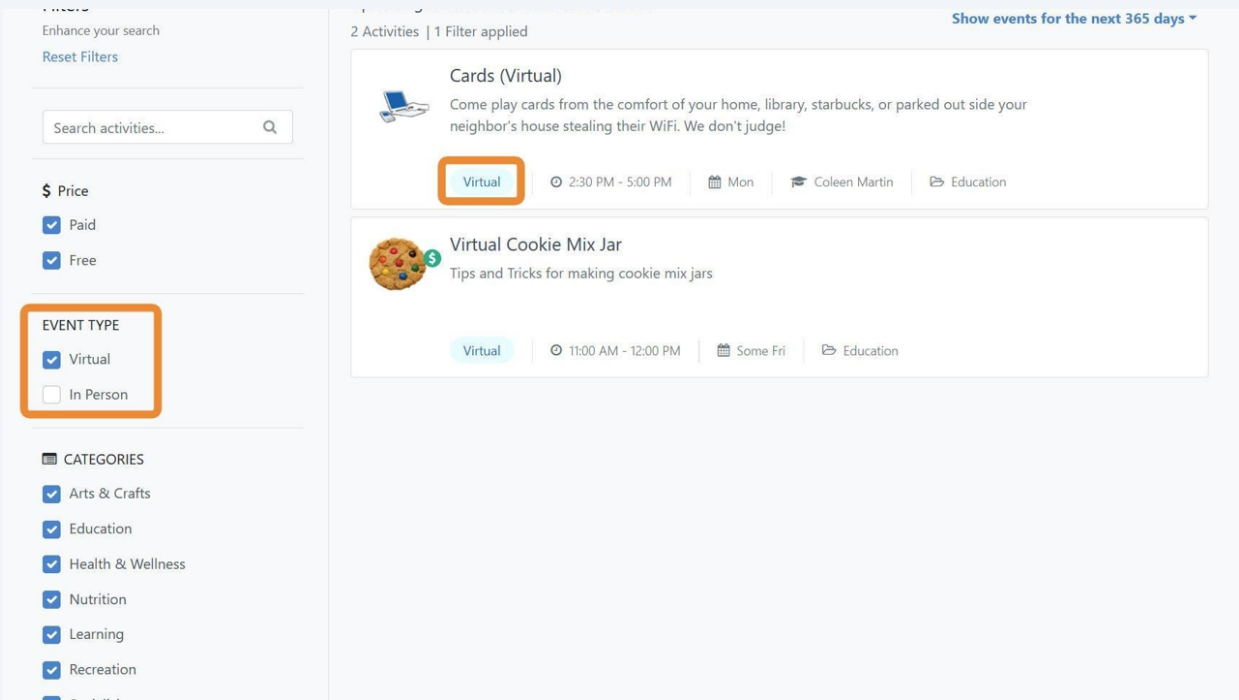 Filters
Enhance your search
Reset Filters
Search activities...
$ Price
Paid
Free
EVENT TYPE
Virtual
In Person
CATEGORIES
Arts & Crafts
Education
Health & Wellness
Nutrition
Learning
Recreation
2 Activities | 1 Filter applied
Show events for the next 365 days
Cards (Virtual)
Come play cards from the comfort of your home, library, starbucks, or parked out side your
neighbor's house stealing their WiFi. We don't judge!
Virtual 2:30 PM - 5:00 PM Mon Coleen Martin Education
$
Virtual Cookie Mix Jar
Tips and Tricks for making cookie mix jars
Virtual 11:00 AM - 12:00 PM Some Fri Education